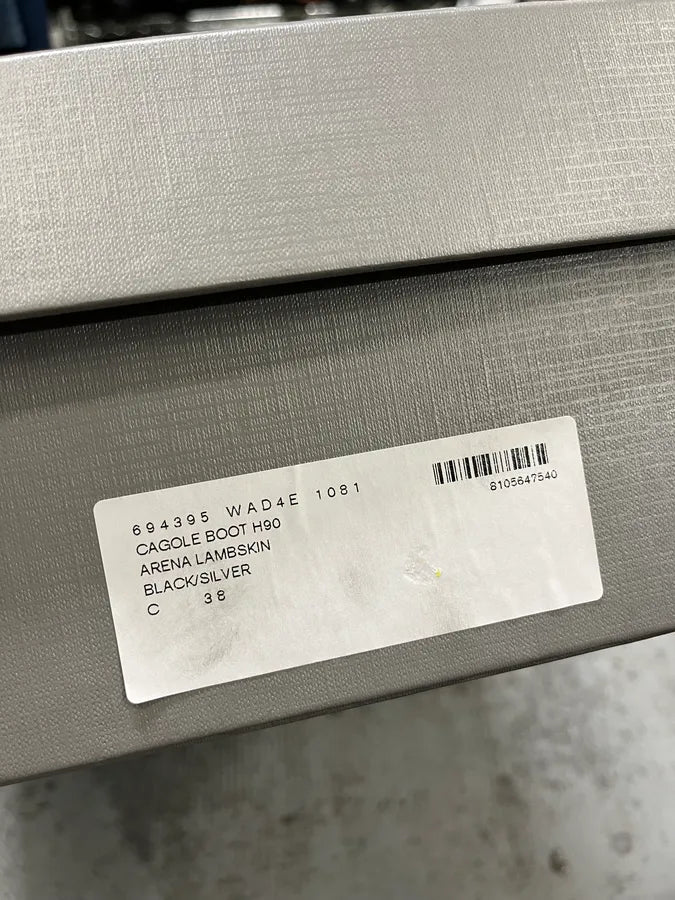 694395 WAD4E 1081
CAGOLE BOOT H90
ARENA LAMBSKIN
BLACK/SILVER
C 38
8105647540